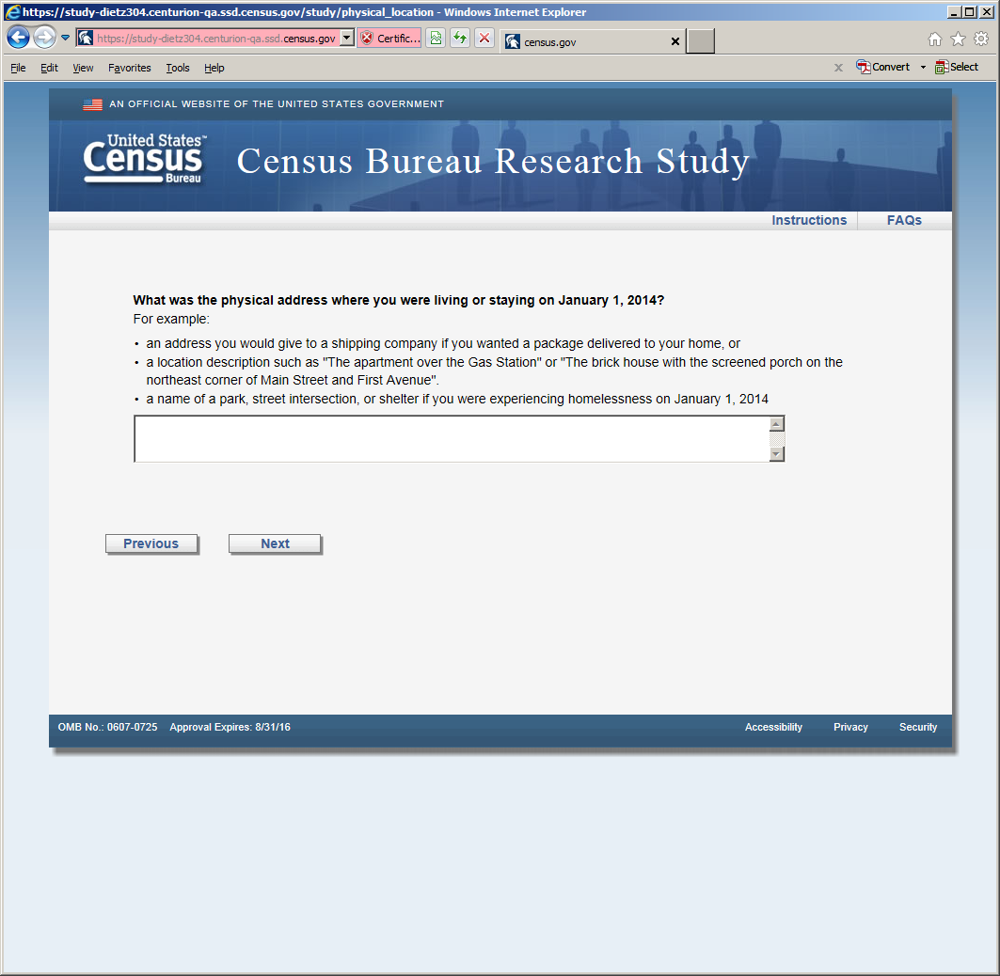 https://study-dietz304.centurion-qa.ssd.census.gov/study/physical_location - Windows Internet Explorer
https://study-dietz304.centurion-qa.ssd.census.gov Certific... census.gov
File Edit View Favorites Tools Help x Convert Select
AN OFFICIAL WEBSITE OF THE UNITED STATES GOVERNMENT
United States™
Census
Bureau
Census Bureau Research Study
Instructions FAQs
What was the physical address where you were living or staying on January 1, 2014?
For example:
• an address you would give to a shipping company if you wanted a package delivered to your home, or
• a location description such as "The apartment over the Gas Station" or "The brick house with the screened porch on the
northeast corner of Main Street and First Avenue".
• a name of a park, street intersection, or shelter if you were experiencing homelessness on January 1, 2014
Previous Next
OMB No.: 0607-0725 Approval Expires: 8/31/16 Accessibility Privacy Security